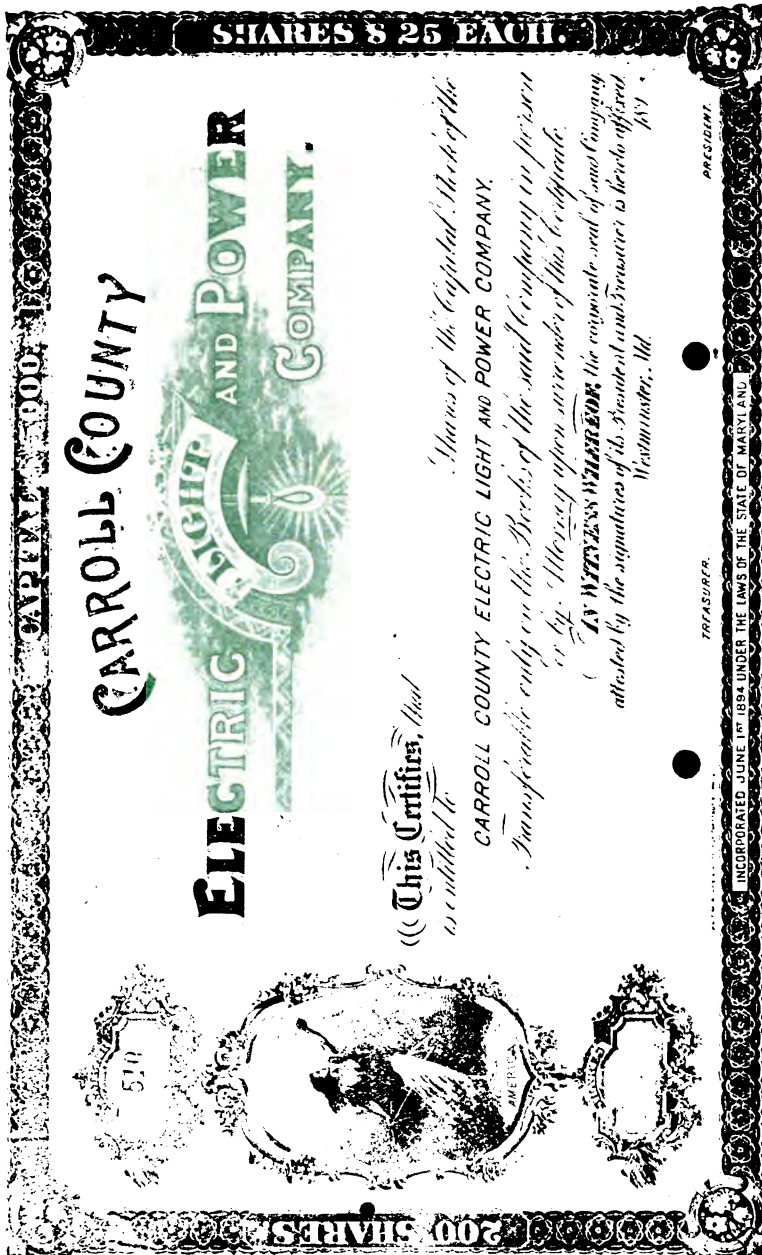 CAPITAL 000.
SHARES $ 25 EACH.
200 SHARES
510
AMERICA
SHARES
CARROLL COUNTY
ELECTRIC LIGHT AND POWER
COMPANY.
This Certifies, that
is entitled to Shares of the Capital Stock of the
CARROLL COUNTY ELECTRIC LIGHT AND POWER COMPANY.
Transferable only on the Books of the said Company in person
or by Attorney upon surrender of this Certificate.
IN WITNESS WHEREOF, the corporate seal of said Company
attested by the signatures of its President and Treasurer is hereto affixed
Westminster, Md. 189 .
TREASURER.
PRESIDENT.
INCORPORATED JUNE 1ST 1894 UNDER THE LAWS OF THE STATE OF MARYLAND